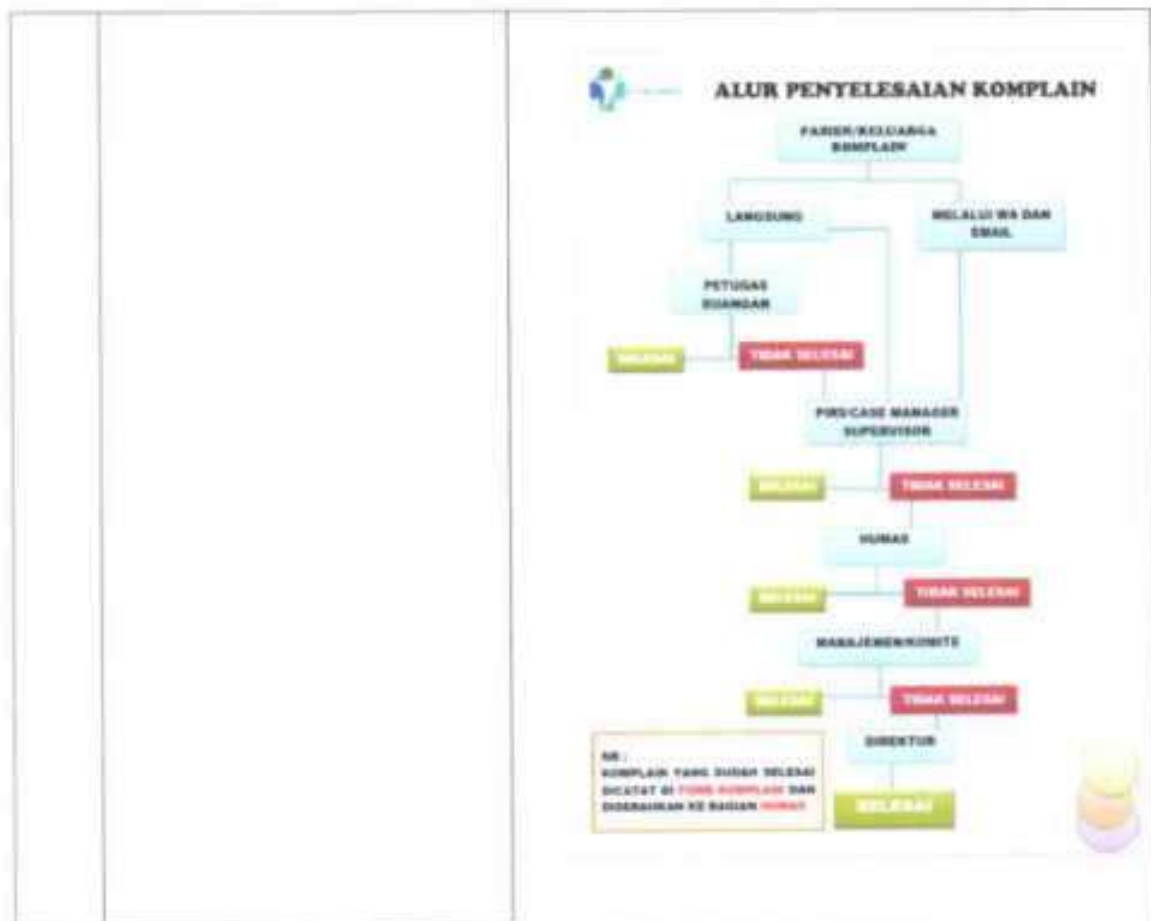 ALUR PENYELESAIAN KOMPLAIN
PASIEN/KELUARGA
KOMPLAIN
LANGSUNG
MELALUI WA DAN
EMAIL
PETUGAS
RUANGAN
SELESAI
TIDAK SELESAI
MANAGER
SUPERVISOR
SELESAI
TIDAK SELESAI
HUMAS
SELESAI
TIDAK SELESAI
MANAJEMEN/KOMITE
SELESAI
TIDAK SELESAI
DIREKTUR
NB :
KOMPLAIN YANG SUDAH SELESAI
DICATAT DI FORM KOMPLAIN DAN
DISERAHKAN KE BAGIAN HUMAS
SELESAI